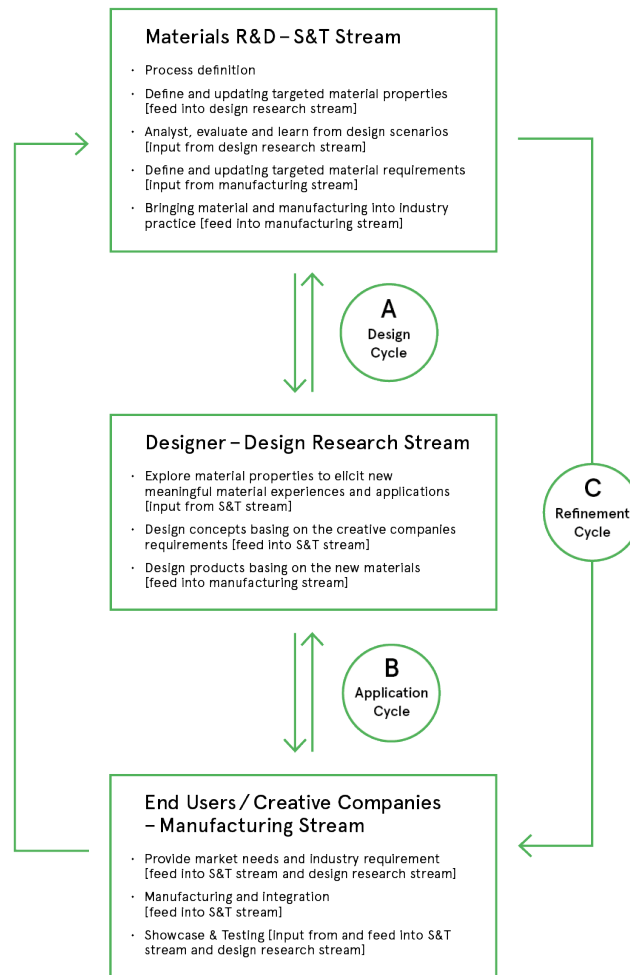 Materials R&D – S&T Stream
· Process definition
· Define and updating targeted material properties
[feed into design research stream]
· Analyst, evaluate and learn from design scenarios
[input from design research stream]
· Define and updating targeted material requirements
[input from manufacturing stream]
· Bringing material and manufacturing into industry
practice [feed into manufacturing stream]
A
Design
Cycle
Designer – Design Research Stream
· Explore material properties to elicit new
meaningful material experiences and applications
[input from S&T stream]
· Design concepts basing on the creative companies
requirements [feed into S&T stream]
· Design products basing on the new materials
[feed into manufacturing stream]
C
Refinement
Cycle
B
Application
Cycle
End Users / Creative Companies
– Manufacturing Stream
· Provide market needs and industry requirement
[feed into S&T stream and design research stream]
· Manufacturing and integration
[feed into S&T stream]
· Showcase & Testing [input from and feed into S&T
stream and design research stream]